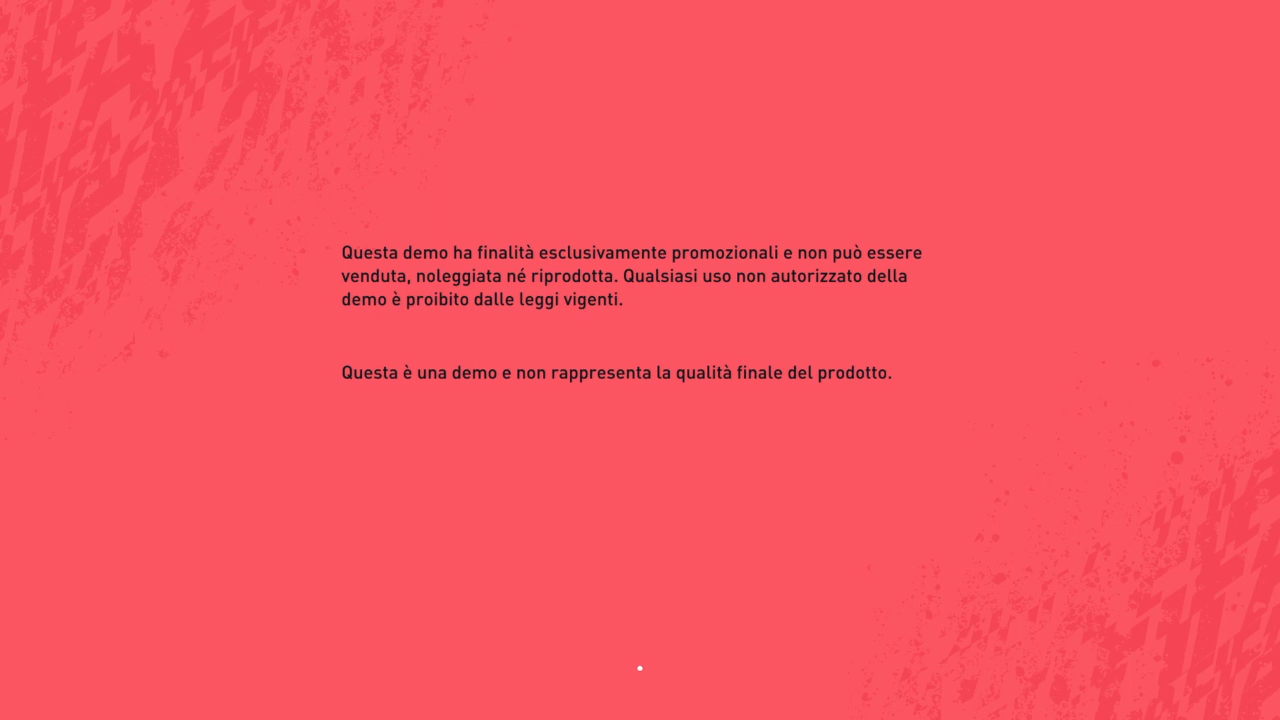 Questa demo ha finalità esclusivamente promozionali e non può essere
venduta, noleggiata né riprodotta. Qualsiasi uso non autorizzato della
demo è proibito dalle leggi vigenti.
Questa è una demo e non rappresenta la qualità finale del prodotto.